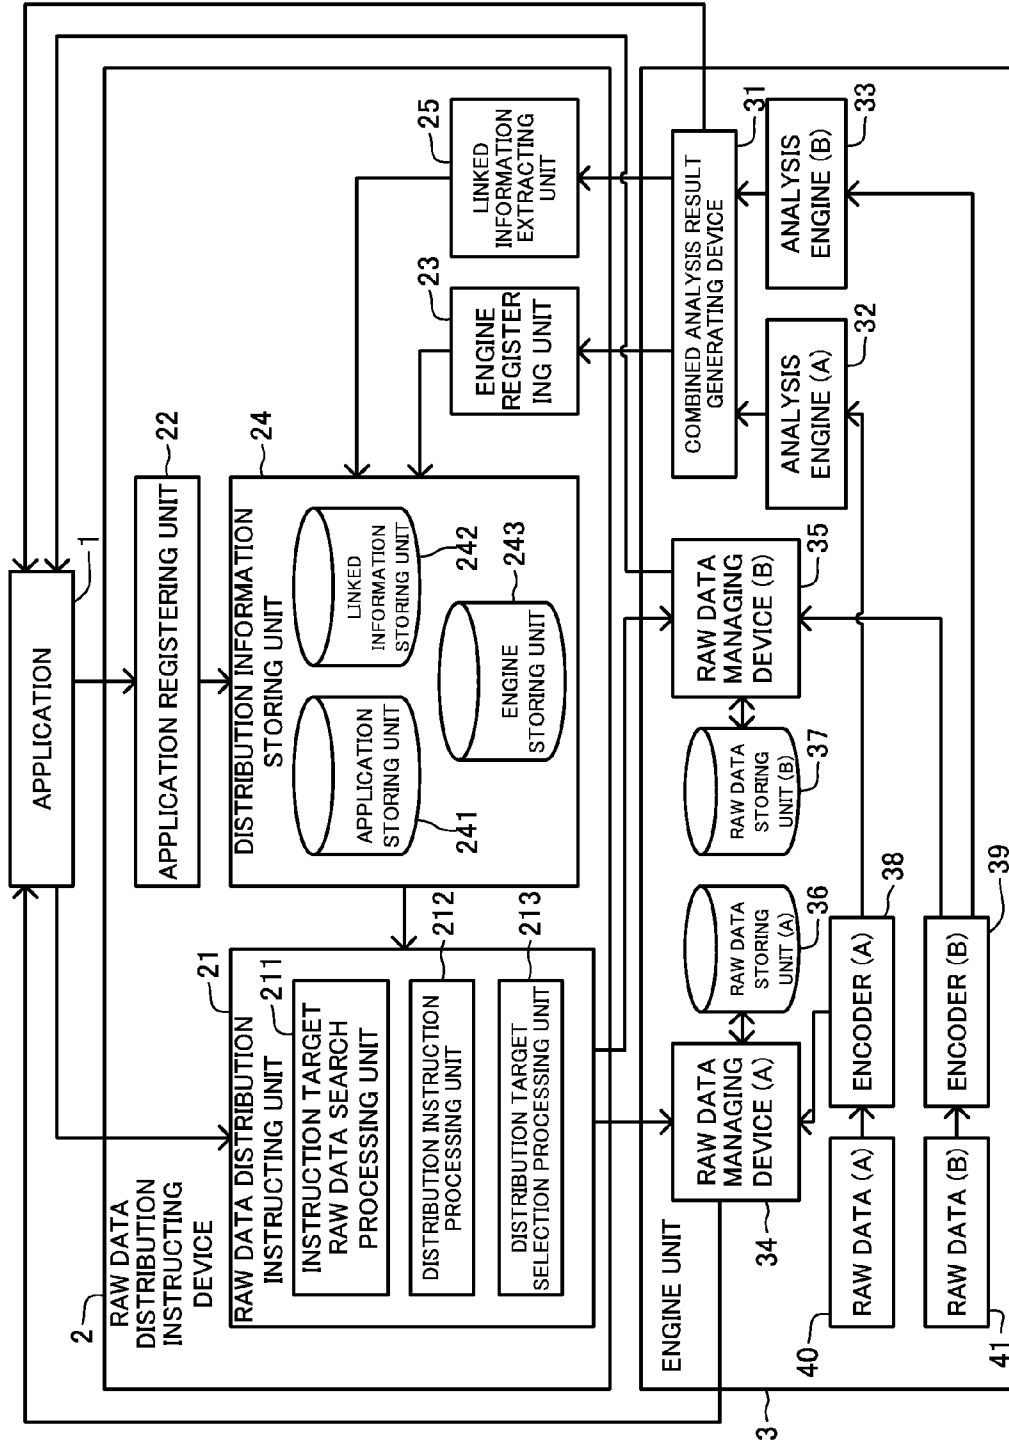 APPLICATION
1
2
RAW DATA
DISTRIBUTION
INSTRUCTING
DEVICE
APPLICATION REGISTERING UNIT
22
21
RAW DATA DISTRIBUTION
INSTRUCTING UNIT
211
INSTRUCTION TARGET
RAW DATA SEARCH
PROCESSING UNIT
212
DISTRIBUTION INSTRUCTION
PROCESSING UNIT
213
DISTRIBUTION TARGET
SELECTION PROCESSING UNIT
24
DISTRIBUTION INFORMATION
STORING UNIT
APPLICATION
STORING UNIT
241
LINKED
INFORMATION
STORING UNIT
242
ENGINE
STORING UNIT
243
23
ENGINE
REGISTER
ING UNIT
25
LINKED
INFORMATION
EXTRACTING
UNIT
ENGINE UNIT
3
RAW DATA
MANAGING
DEVICE (A)
34
RAW DATA
STORING
UNIT (A)
36
RAW DATA
STORING
UNIT (B)
37
RAW DATA
MANAGING
DEVICE (B)
35
COMBINED ANALYSIS RESULT
GENERATING DEVICE
31
ANALYSIS
ENGINE (A)
32
ANALYSIS
ENGINE (B)
33
RAW DATA (A)
40
ENCODER (A)
38
RAW DATA (B)
41
ENCODER (B)
39